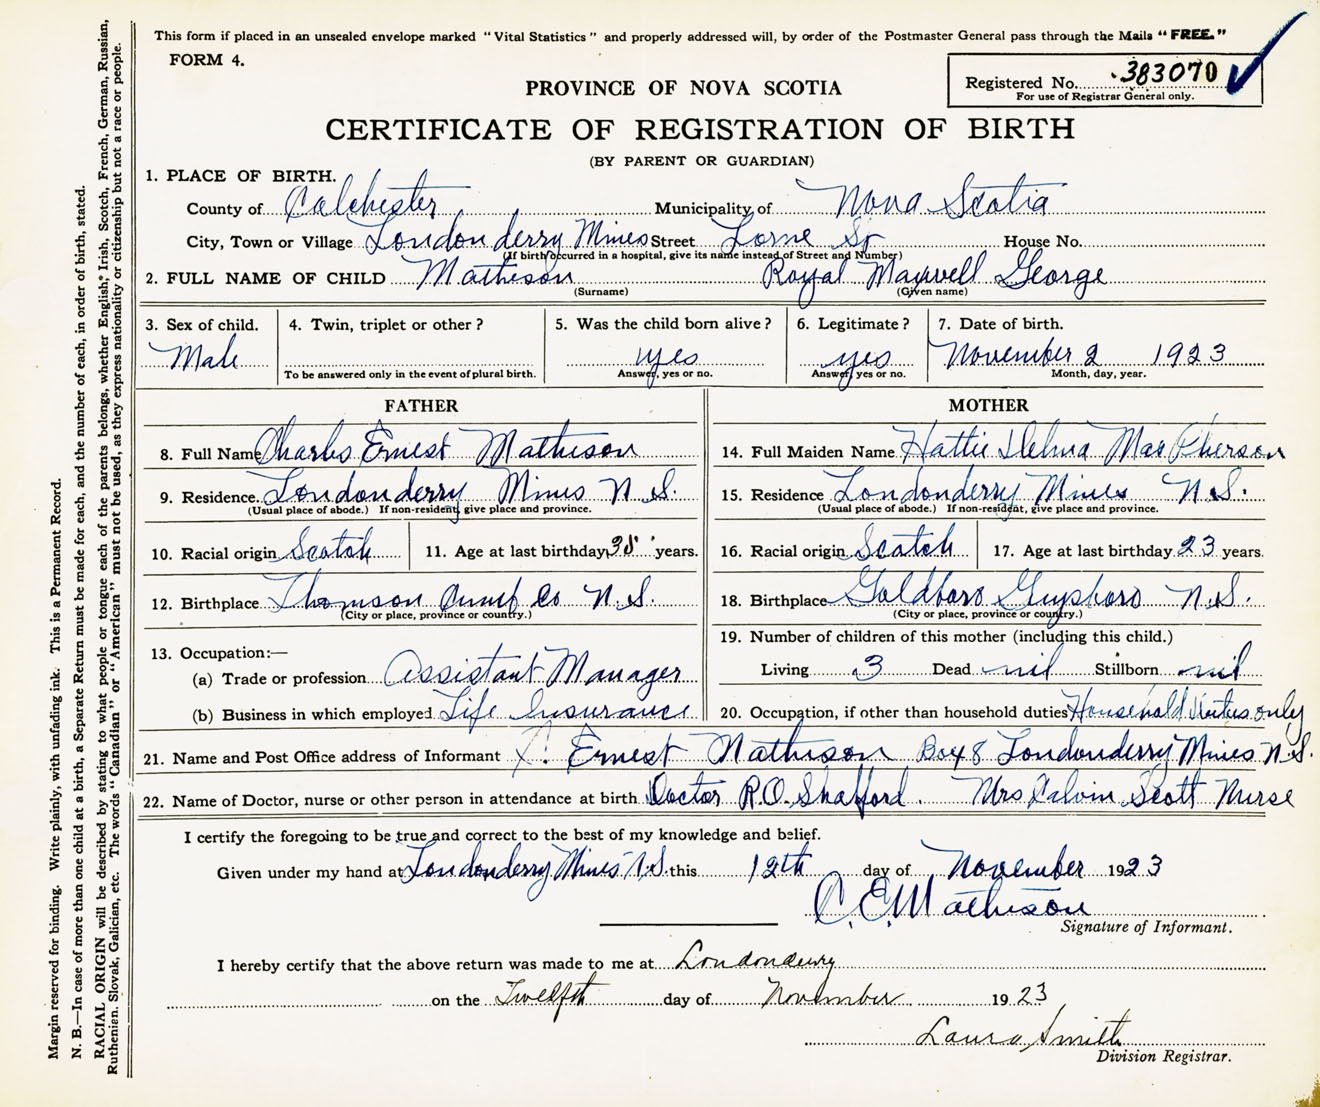 This form if placed in an unsealed envelope marked "Vital Statistics" and properly addressed will, by order of the Postmaster General pass through the Mails "FREE."
FORM 4.
Registered No. 383070
For use of Registrar General only.
PROVINCE OF NOVA SCOTIA
CERTIFICATE OF REGISTRATION OF BIRTH
(BY PARENT OR GUARDIAN)
1. PLACE OF BIRTH.
County of Colchester Municipality of Nova Scotia
City, Town or Village Londonderry Mines Street Lorne St House No.
(If birth occurred in a hospital, give its name instead of Street and Number)
2. FULL NAME OF CHILD Matheson Royal Maxwell George
(Surname) (Given name)
3. Sex of child. 4. Twin, triplet or other? 5. Was the child born alive? 6. Legitimate? 7. Date of birth.
Male yes yes November 2 1923
To be answered only in the event of plural birth. Answer, yes or no. Answer, yes or no. Month, day, year.
FATHER
8. Full Name Charles Ernest Mathison
9. Residence Londonderry Mines N.S.
(Usual place of abode.) If non-resident, give place and province.
10. Racial origin Scotch 11. Age at last birthday years.
12. Birthplace Thomson Cumb Co N.S.
(City or place, province or country.)
13. Occupation:—
(a) Trade or profession Assistant Manager
(b) Business in which employed Life Insurance
MOTHER
14. Full Maiden Name Hattie MacPherson
15. Residence Londonderry Mines N.S.
(Usual place of abode.) If non-resident, give place and province.
16. Racial origin Scotch 17. Age at last birthday 23 years.
18. Birthplace Goldboro Guysboro N.S.
(City or place, province or country.)
19. Number of children of this mother (including this child.)
Living 3 Dead nil Stillborn nil
20. Occupation, if other than household duties Household duties only
21. Name and Post Office address of Informant C. Ernest Mathison Box 8 Londonderry Mines N.S.
22. Name of Doctor, nurse or other person in attendance at birth Doctor R.O. Shatford. Mrs Calvin Scott Nurse
I certify the foregoing to be true and correct to the best of my knowledge and belief.
Given under my hand at Londonderry Mines N.S. this 12th day of November 1923
C. E. Mathison
Signature of Informant.
I hereby certify that the above return was made to me at Londonderry
on the Twelfth day of November 1923
Laura Smith
Division Registrar.
Margin reserved for binding. Write plainly, with unfading ink. This is a Permanent Record.
N. B.—In case of more than one child at a birth, a Separate Return must be made for each, and the number of each, in order of birth, stated.
RACIAL ORIGIN will be described by stating to what people or tongue each of the parents belongs, whether English, Irish, Scotch, French, German, Russian,
Ruthenian, Slovak, Galician, etc. The words "Canadian" or "American" must not be used, as they express nationality or citizenship but not a race or people.